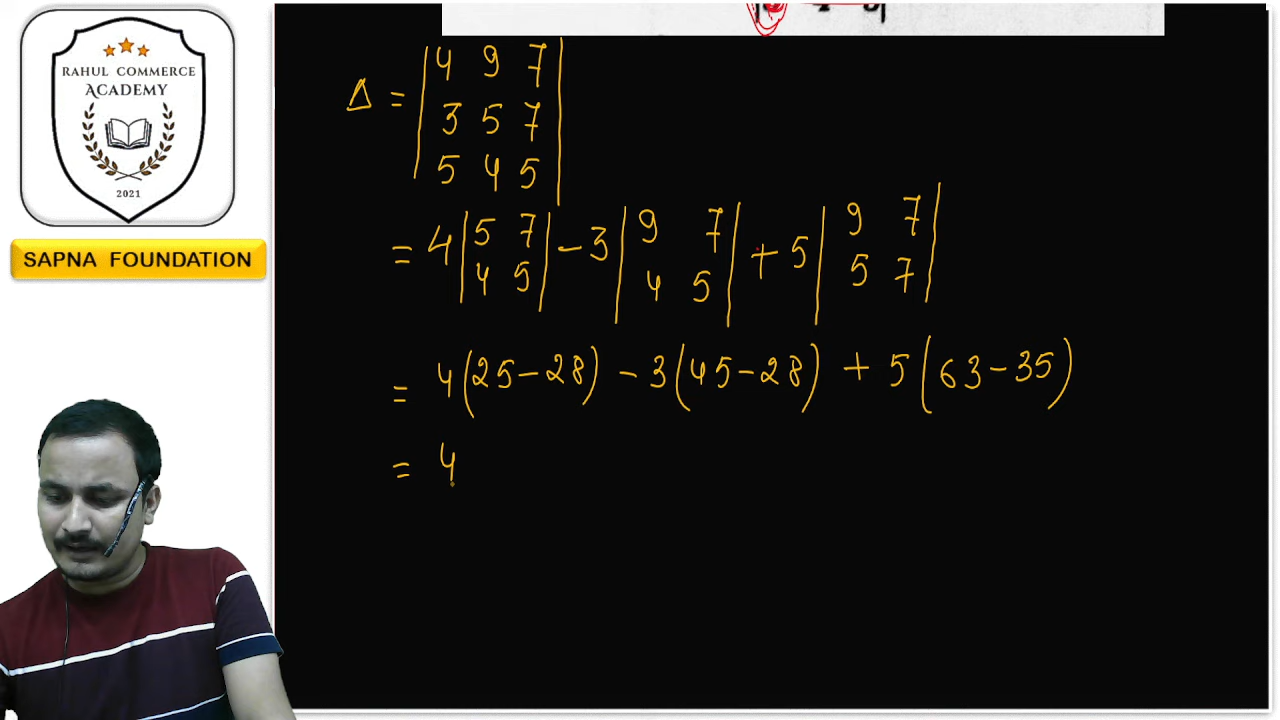 RAHUL COMMERCE
ACADEMY
2021
SAPNA FOUNDATION
Δ = | 4 9 7 |
| 3 5 7 |
| 5 4 5 |
= 4 | 5 7 | - 3 | 9 7 | + 5 | 9 7 |
| 4 5 | | 4 5 | | 5 7 |
= 4(25-28) - 3(45-28) + 5(63-35)
= 4